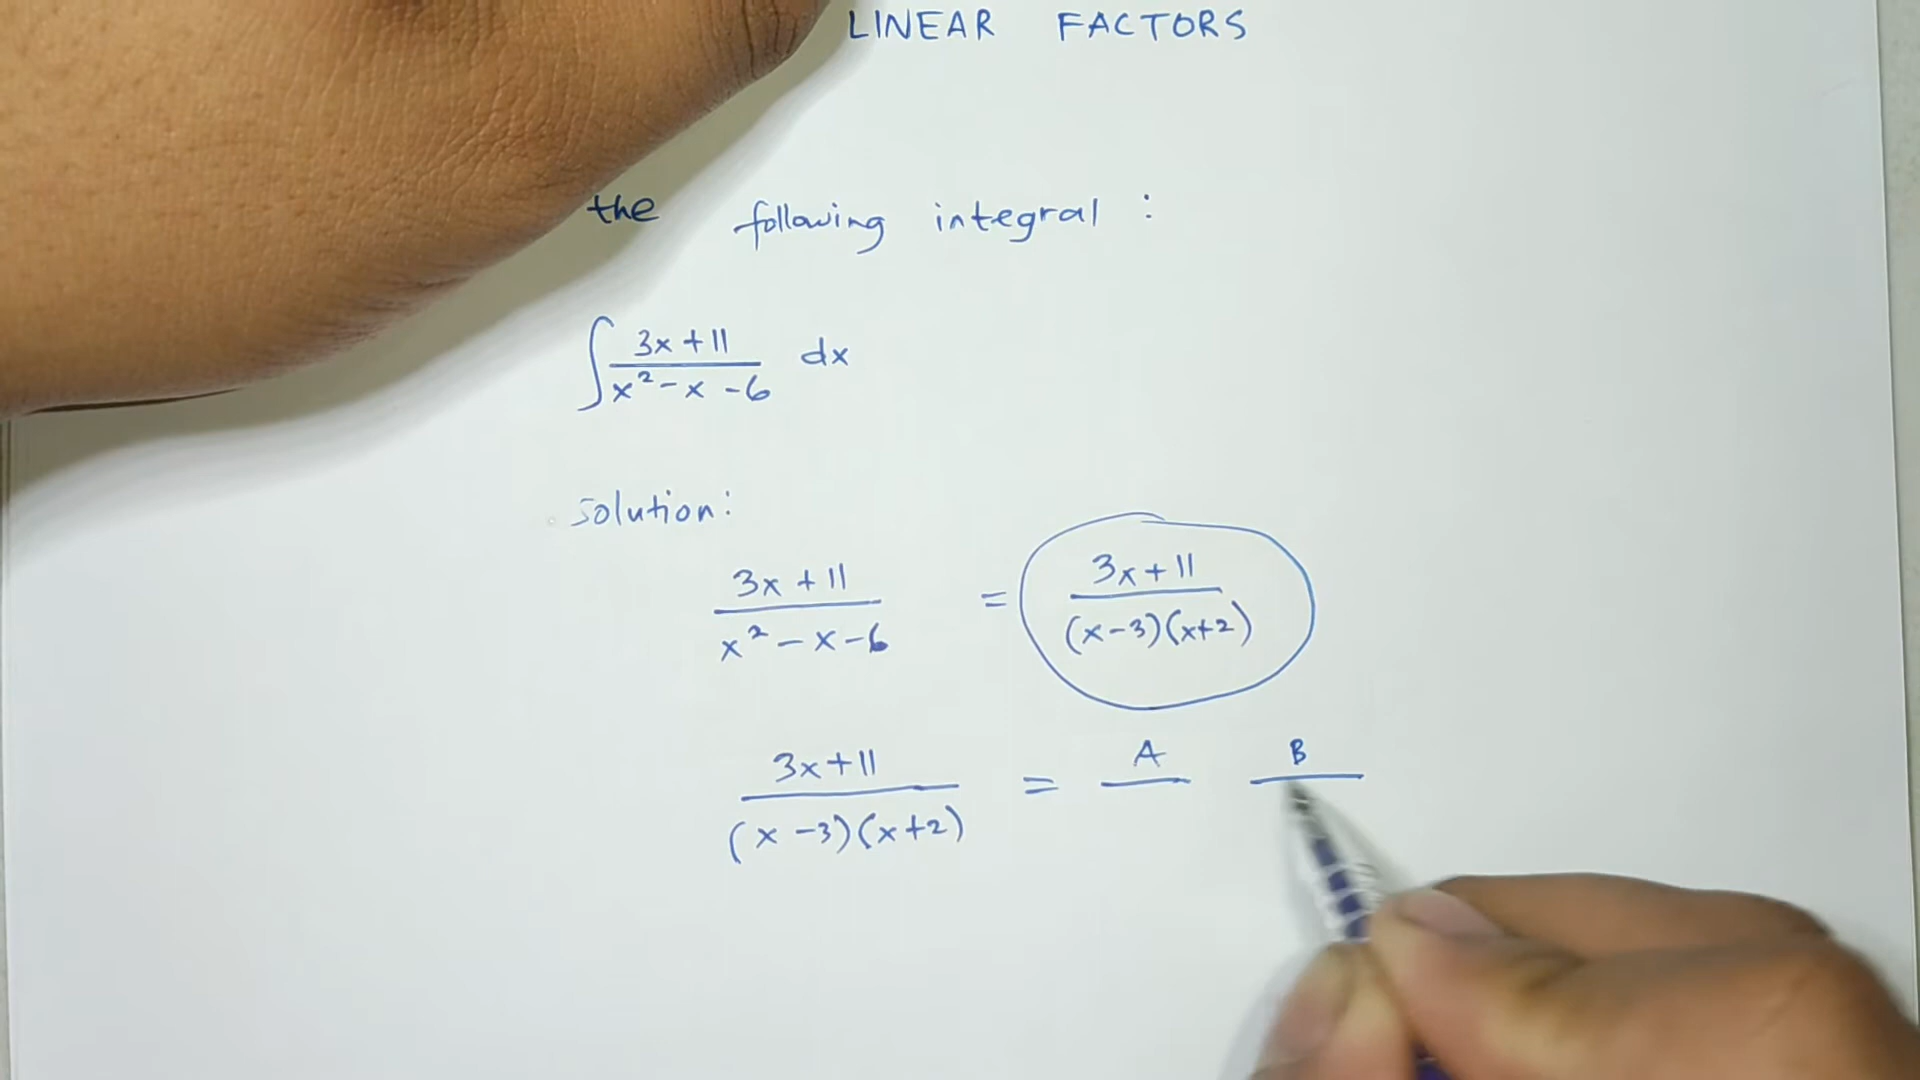 LINEAR FACTORS
the following integral :
∫ (3x + 11)/(x² - x - 6) dx
solution:
(3x + 11)/(x² - x - 6) = (3x + 11)/((x - 3)(x + 2))
(3x + 11)/((x - 3)(x + 2)) = A/ B/